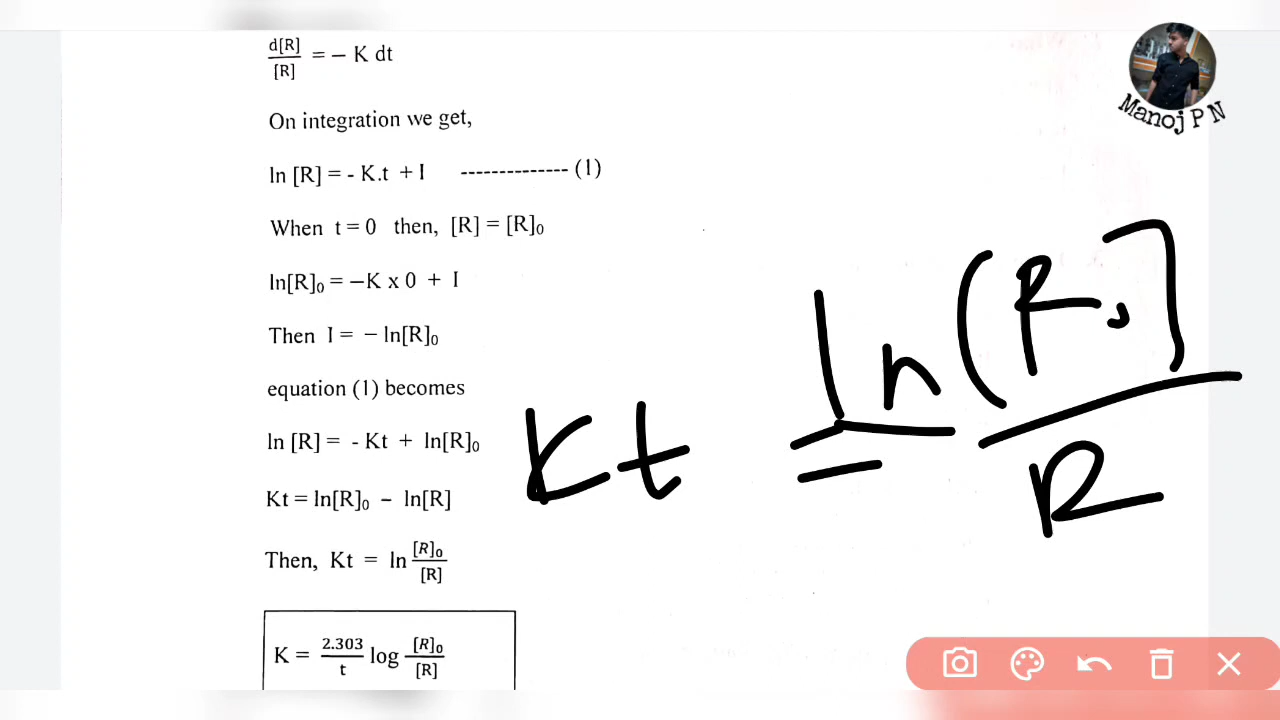 d[R]/[R] = – K dt
On integration we get,
ln [R] = - K.t + I -------------- (1)
When t = 0 then, [R] = [R]₀
ln[R]₀ = –K x 0 + I
Then I = – ln[R]₀
equation (1) becomes
ln [R] = - Kt + ln[R]₀
Kt = ln[R]₀ – ln[R]
Then, Kt = ln [R]₀/[R]
K = 2.303/t log [R]₀/[R]
Kt = ln (R₀]/R
Manoj P N